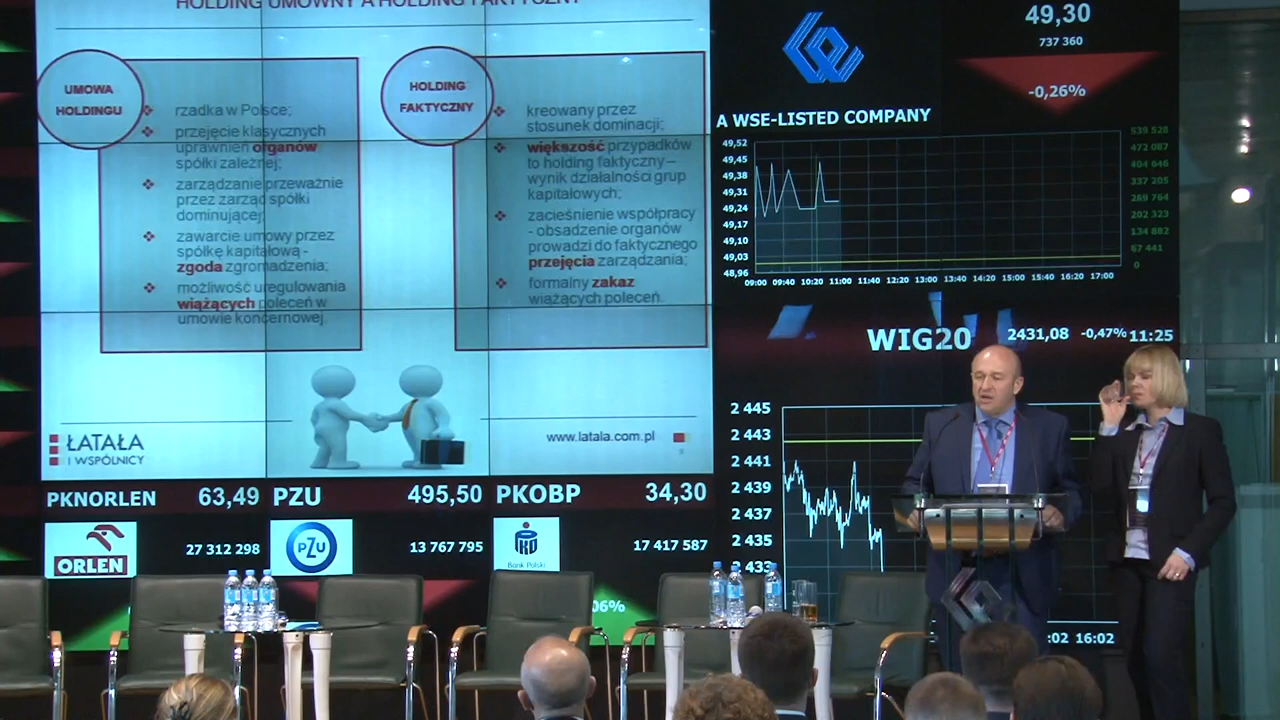 HOLDING UMOWNY A HOLDING FAKTYCZNY
UMOWA
HOLDINGU
rzadka w Polsce;
przejęcie klasycznych
uprawnień organów
spółki zależnej;
zarządzanie przeważnie
przez zarząd spółki
dominującej;
zawarcie umowy przez
spółkę kapitałową -
zgoda zgromadzenia;
możliwość uregulowania
wiążących poleceń w
umowie koncernowej.
HOLDING
FAKTYCZNY
kreowany przez
stosunek dominacji;
większość przypadków
to holding faktyczny –
wynik działalności grup
kapitałowych;
zacieśnienie współpracy
- obsadzenie organów
prowadzi do faktycznego
przejęcia zarządzania;
formalny zakaz
wiążących poleceń.
ŁATAŁA
I WSPÓLNICY
www.latala.com.pl
9
PKNORLEN 63,49
ORLEN
27 312 298
PZU 495,50
PZU
13 767 795
PKOBP 34,30
Bank Polski
17 417 587
06%
49,30
737 360
-0,26%
A WSE-LISTED COMPANY
49,52
49,45
49,38
49,31
49,24
49,17
49,10
49,03
48,96
539 528
472 087
404 646
337 205
269 764
202 323
134 882
67 441
0
09:00 09:40 10:20 11:00 11:40 12:20 13:00 13:40 14:20 15:00 15:40 16:20 17:00
WIG20 2431,08 -0,47% 11:25
2 445
2 443
2 441
2 439
2 437
2 435
2 433
:02 16:02